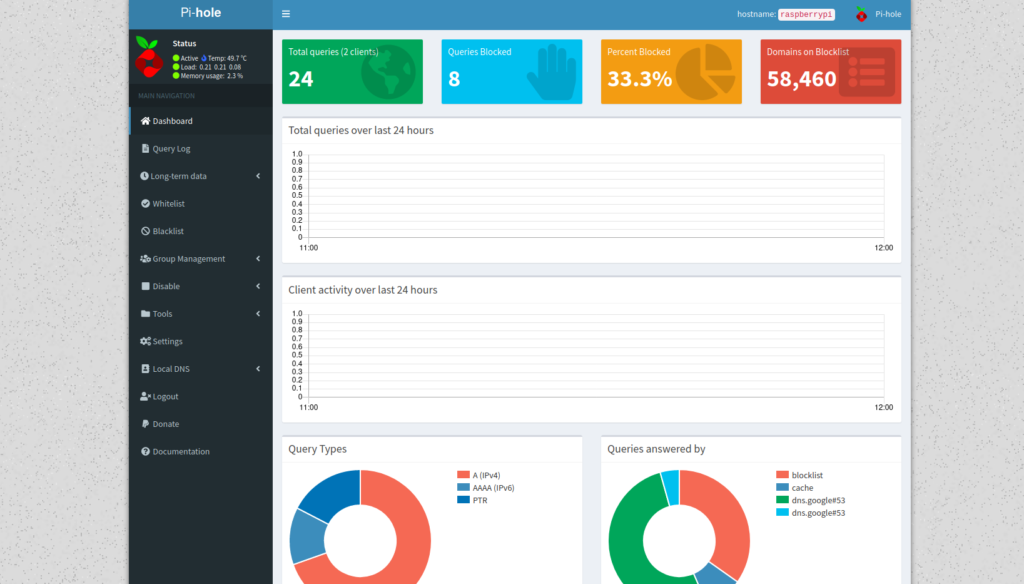 Pi-hole
hostname: raspberrypi
Pi-hole
Status
Active Temp: 49.7 °C
Load: 0.21 0.21 0.08
Memory usage: 2.3 %
MAIN NAVIGATION
Dashboard
Query Log
Long-term data
Whitelist
Blacklist
Group Management
Disable
Tools
Settings
Local DNS
Logout
Donate
Documentation
Total queries (2 clients)
24
Queries Blocked
8
Percent Blocked
33.3%
Domains on Blocklist
58,460
Total queries over last 24 hours
1.0
0.9
0.8
0.7
0.6
0.5
0.4
0.3
0.2
0.1
0
11:00 12:00
Client activity over last 24 hours
1.0
0.9
0.8
0.7
0.6
0.5
0.4
0.3
0.2
0.1
0
11:00 12:00
Query Types
A (IPv4)
AAAA (IPv6)
PTR
Queries answered by
blocklist
cache
dns.google#53
dns.google#53